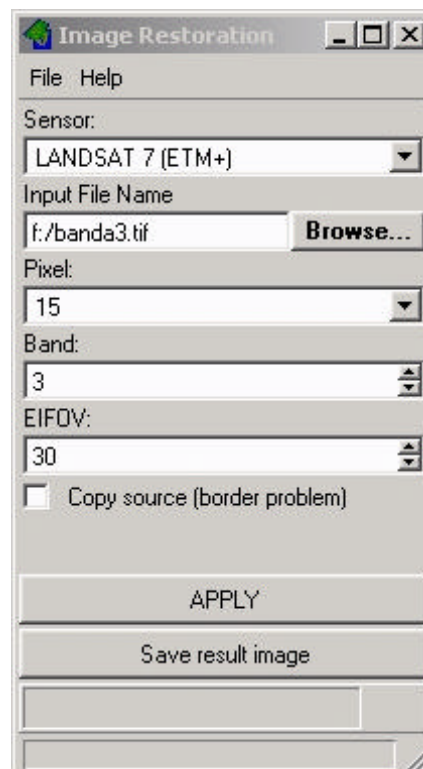 Image Restoration
File Help
Sensor:
LANDSAT 7 (ETM+)
Input File Name
f:/banda3.tif Browse...
Pixel:
15
Band:
3
EIFOV:
30
Copy source (border problem)
APPLY
Save result image